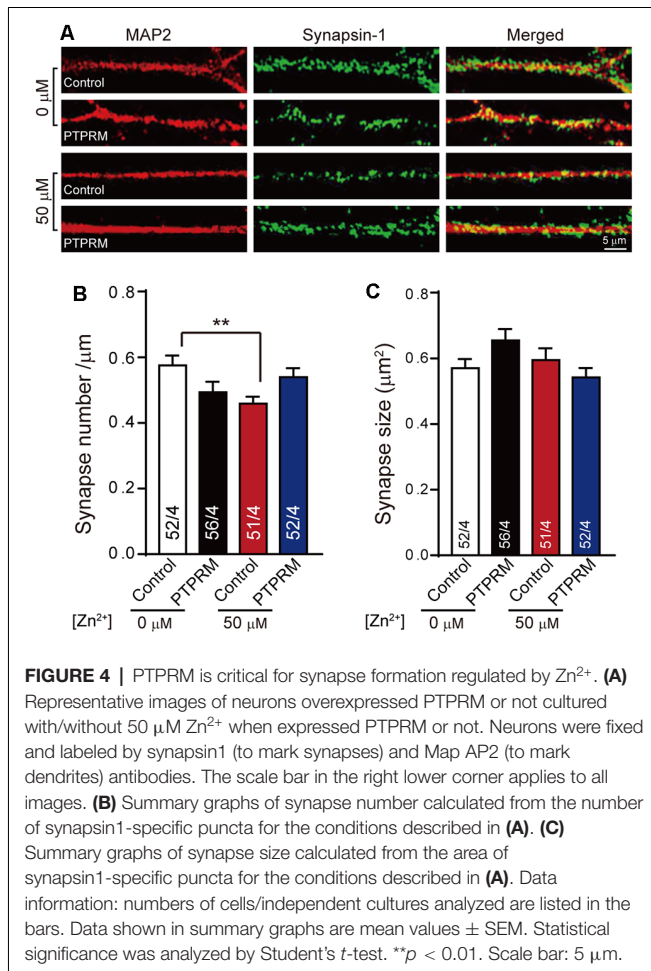 A
MAP2 Synapsin-1 Merged
0 µM
Control
PTPRM
50 µM
Control
PTPRM
5 µm
B
Synapse number /µm
0.8
0.6
0.4
0.2
0.0
**
52/4 56/4 51/4 52/4
Control PTPRM Control PTPRM
[Zn²⁺] 0 µM 50 µM
C
Synapse size (µm²)
0.8
0.6
0.4
0.2
0.0
52/4 56/4 51/4 52/4
Control PTPRM Control PTPRM
[Zn²⁺] 0 µM 50 µM
FIGURE 4 | PTPRM is critical for synapse formation regulated by Zn²⁺. (A)
Representative images of neurons overexpressed PTPRM or not cultured
with/without 50 µM Zn²⁺ when expressed PTPRM or not. Neurons were fixed
and labeled by synapsin1 (to mark synapses) and Map AP2 (to mark
dendrites) antibodies. The scale bar in the right lower corner applies to all
images. (B) Summary graphs of synapse number calculated from the number
of synapsin1-specific puncta for the conditions described in (A). (C)
Summary graphs of synapse size calculated from the area of
synapsin1-specific puncta for the conditions described in (A). Data
information: numbers of cells/independent cultures analyzed are listed in the
bars. Data shown in summary graphs are mean values ± SEM. Statistical
significance was analyzed by Student's t-test. **p < 0.01. Scale bar: 5 µm.